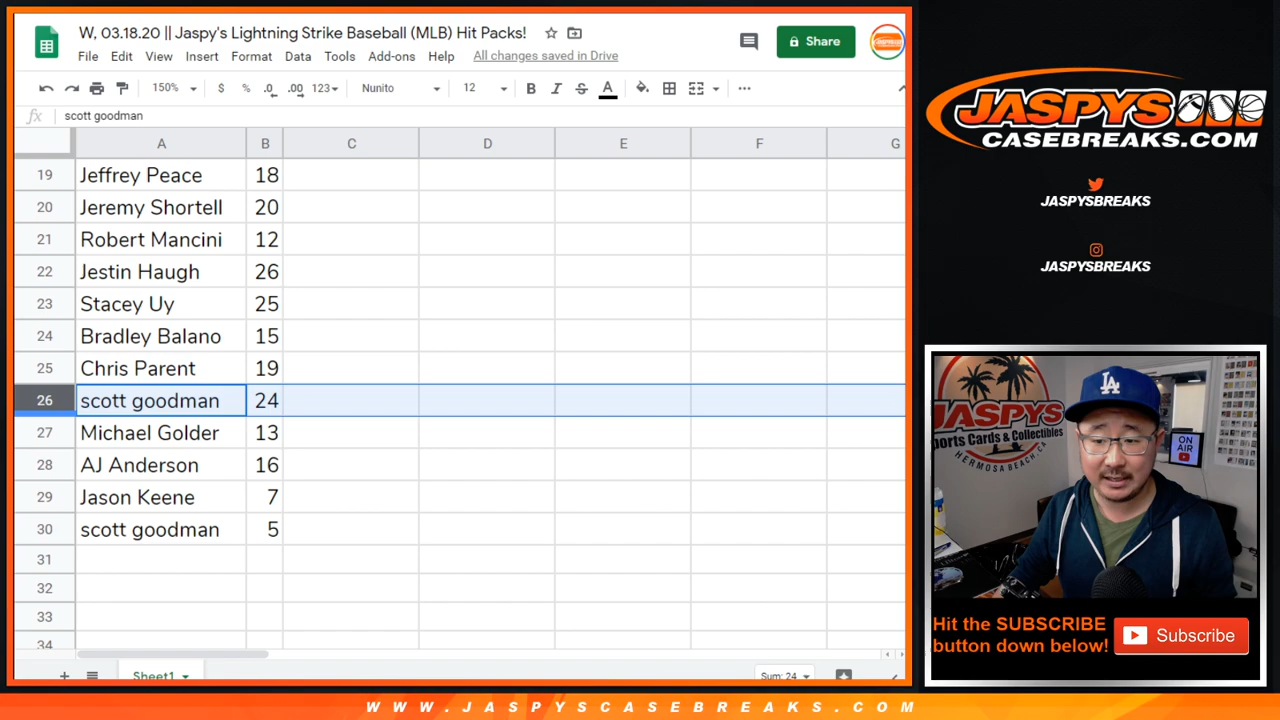 W, 03.18.20 || Jaspy's Lightning Strike Baseball (MLB) Hit Packs!
File Edit View Insert Format Data Tools Add-ons Help All changes saved in Drive
Share
150% $ % .0 .00 123 Nunito 12 B I S A
fx scott goodman
A B C D E F G
19 Jeffrey Peace 18
20 Jeremy Shortell 20
21 Robert Mancini 12
22 Jestin Haugh 26
23 Stacey Uy 25
24 Bradley Balano 15
25 Chris Parent 19
26 scott goodman 24
27 Michael Golder 13
28 AJ Anderson 16
29 Jason Keene 7
30 scott goodman 5
31
32
33
34
Sheet1
Sum: 24
JASPYS
CASEBREAKS.COM
JASPYSBREAKS
JASPYSBREAKS
JASPYS
ports Cards & Collectibles
HERMOSA BEACH, CA
LA
ON
AIR
Hit the SUBSCRIBE
button down below!
Subscribe
WWW.JASPYSCASEBREAKS.COM